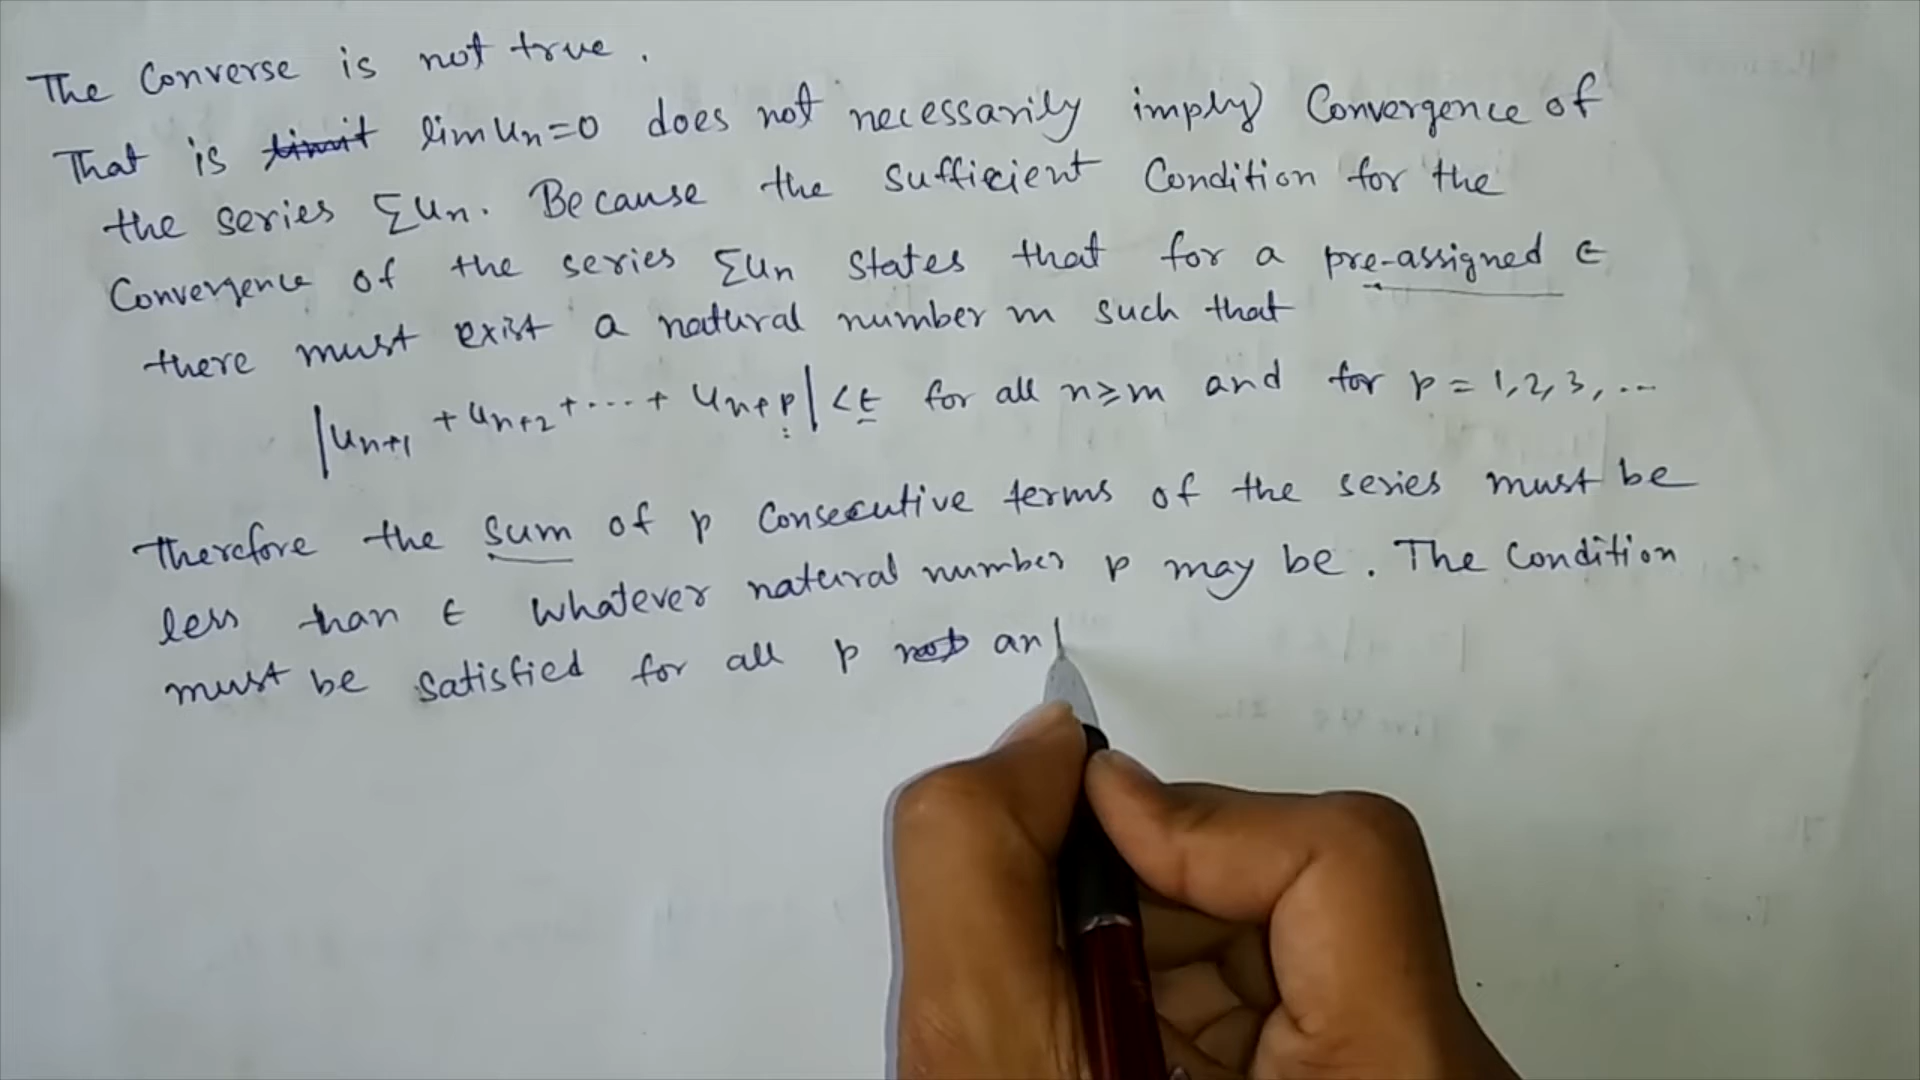 The Converse is not true.
That is limit lim un=0 does not necessarily imply Convergence of
the series Σun. Because the sufficient Condition for the
Convergence of the series Σun states that for a pre-assigned ϵ
there must exist a natural number m such that
|un+1 + un+2 + .... + un+p| < ϵ for all n≥m and for p = 1,2,3,...
Therefore the sum of p Consecutive terms of the series must be
less than ϵ whatever natural number p may be. The Condition
must be satisfied for all p not an